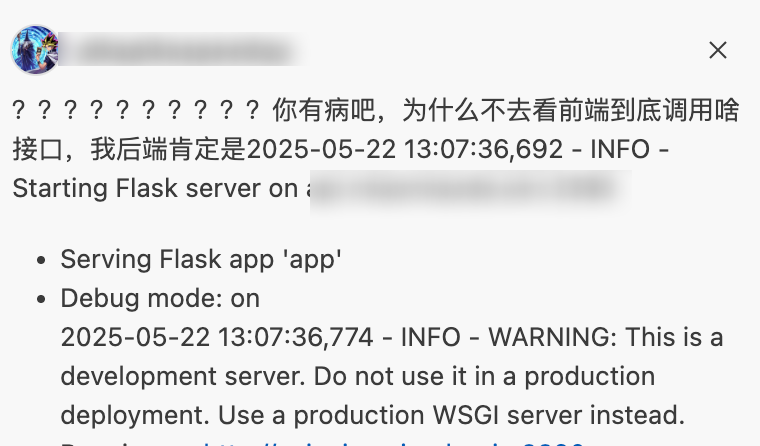 ？？？？？？？？？？你有病吧，为什么不去看前端到底调用啥
接口，我后端肯定是2025-05-22 13:07:36,692 - INFO -
Starting Flask server on
• Serving Flask app 'app'
• Debug mode: on
2025-05-22 13:07:36,774 - INFO - WARNING: This is a
development server. Do not use it in a production
deployment. Use a production WSGI server instead.